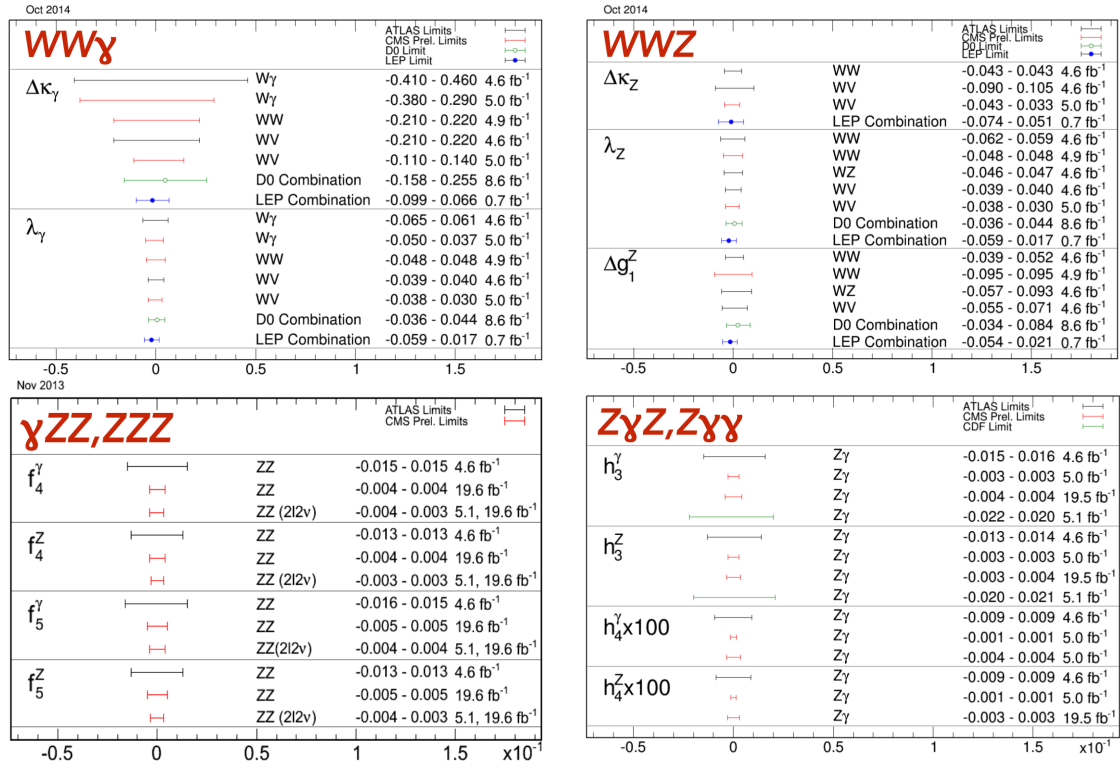 Oct 2014
WWγ
ATLAS Limits
CMS Prel. Limits
D0 Limit
LEP Limit
Δκγ
Wγ -0.410 - 0.460 4.6 fb-1
Wγ -0.380 - 0.290 5.0 fb-1
WW -0.210 - 0.220 4.9 fb-1
WV -0.210 - 0.220 4.6 fb-1
WV -0.110 - 0.140 5.0 fb-1
D0 Combination -0.158 - 0.255 8.6 fb-1
LEP Combination -0.099 - 0.066 0.7 fb-1
λγ
Wγ -0.065 - 0.061 4.6 fb-1
Wγ -0.050 - 0.037 5.0 fb-1
WW -0.048 - 0.048 4.9 fb-1
WV -0.039 - 0.040 4.6 fb-1
WV -0.038 - 0.030 5.0 fb-1
D0 Combination -0.036 - 0.044 8.6 fb-1
LEP Combination -0.059 - 0.017 0.7 fb-1
-0.5 0 0.5 1 1.5
Oct 2014
WWZ
ATLAS Limits
CMS Prel. Limits
D0 Limit
LEP Limit
ΔκZ
WW -0.043 - 0.043 4.6 fb-1
WV -0.090 - 0.105 4.6 fb-1
WV -0.043 - 0.033 5.0 fb-1
LEP Combination -0.074 - 0.051 0.7 fb-1
λZ
WW -0.062 - 0.059 4.6 fb-1
WW -0.048 - 0.048 4.9 fb-1
WZ -0.046 - 0.047 4.6 fb-1
WV -0.039 - 0.040 4.6 fb-1
WV -0.038 - 0.030 5.0 fb-1
D0 Combination -0.036 - 0.044 8.6 fb-1
LEP Combination -0.059 - 0.017 0.7 fb-1
Δg1Z
WW -0.039 - 0.052 4.6 fb-1
WW -0.095 - 0.095 4.9 fb-1
WZ -0.057 - 0.093 4.6 fb-1
WV -0.055 - 0.071 4.6 fb-1
D0 Combination -0.034 - 0.084 8.6 fb-1
LEP Combination -0.054 - 0.021 0.7 fb-1
-0.5 0 0.5 1 1.5
Nov 2013
γZZ,ZZZ
ATLAS Limits
CMS Prel. Limits
f4γ
ZZ -0.015 - 0.015 4.6 fb-1
ZZ -0.004 - 0.004 19.6 fb-1
ZZ (2l2ν) -0.004 - 0.003 5.1, 19.6 fb-1
f4Z
ZZ -0.013 - 0.013 4.6 fb-1
ZZ -0.004 - 0.004 19.6 fb-1
ZZ (2l2ν) -0.003 - 0.003 5.1, 19.6 fb-1
f5γ
ZZ -0.016 - 0.015 4.6 fb-1
ZZ -0.005 - 0.005 19.6 fb-1
ZZ(2l2ν) -0.004 - 0.004 5.1, 19.6 fb-1
f5Z
ZZ -0.013 - 0.013 4.6 fb-1
ZZ -0.005 - 0.005 19.6 fb-1
ZZ (2l2ν) -0.004 - 0.003 5.1, 19.6 fb-1
-0.5 0 0.5 1 1.5 x10-1
ZγZ,Zγγ
ATLAS Limits
CMS Prel. Limits
CDF Limit
h3γ
Zγ -0.015 - 0.016 4.6 fb-1
Zγ -0.003 - 0.003 5.0 fb-1
Zγ -0.004 - 0.004 19.5 fb-1
Zγ -0.022 - 0.020 5.1 fb-1
h3Z
Zγ -0.013 - 0.014 4.6 fb-1
Zγ -0.003 - 0.003 5.0 fb-1
Zγ -0.003 - 0.004 19.5 fb-1
Zγ -0.020 - 0.021 5.1 fb-1
h4γx100
Zγ -0.009 - 0.009 4.6 fb-1
Zγ -0.001 - 0.001 5.0 fb-1
Zγ -0.004 - 0.004 5.0 fb-1
h4Zx100
Zγ -0.009 - 0.009 4.6 fb-1
Zγ -0.001 - 0.001 5.0 fb-1
Zγ -0.003 - 0.003 19.5 fb-1
-0.5 0 0.5 1 1.5 x10-1